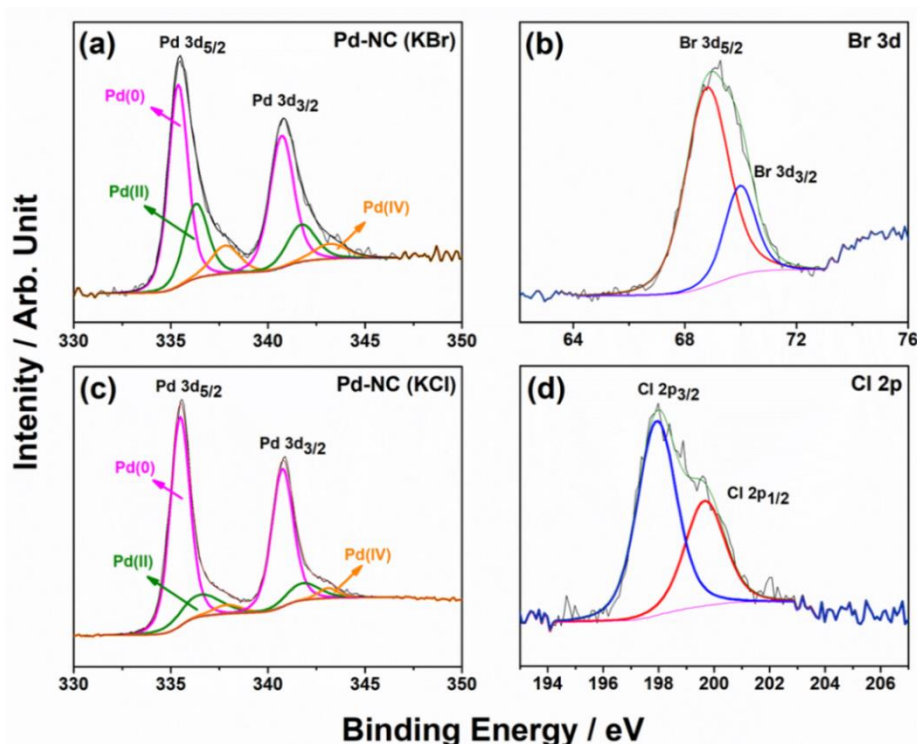 (a)
Pd 3d5/2
Pd-NC (KBr)
Pd(0)
Pd 3d3/2
Pd(II)
Pd(IV)
330 335 340 345 350
(b)
Br 3d5/2
Br 3d
Br 3d3/2
64 68 72 76
(c)
Pd 3d5/2
Pd-NC (KCl)
Pd(0)
Pd 3d3/2
Pd(II)
Pd(IV)
330 335 340 345 350
(d)
Cl 2p3/2
Cl 2p
Cl 2p1/2
194 196 198 200 202 204 206
Intenity / Arb. Unit
Binding Energy / eV